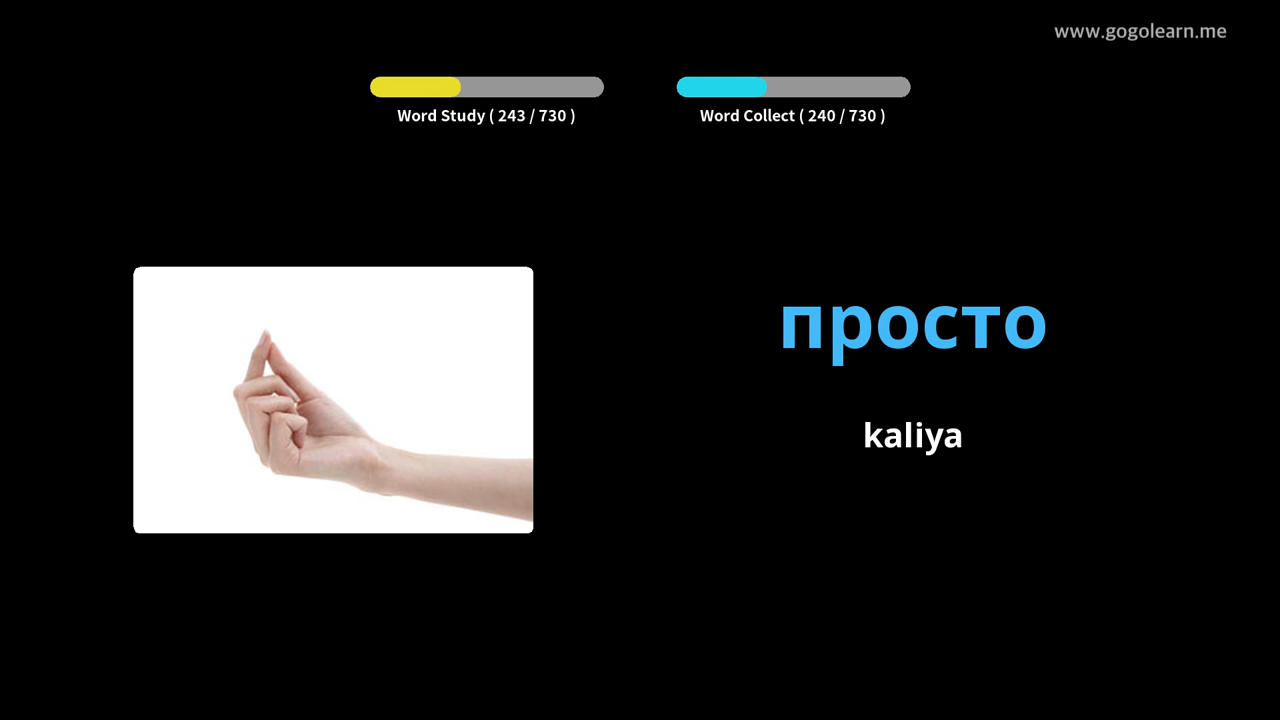 www.gogolearn.me
Word Study ( 243 / 730 )
Word Collect ( 240 / 730 )
просто
kaliya